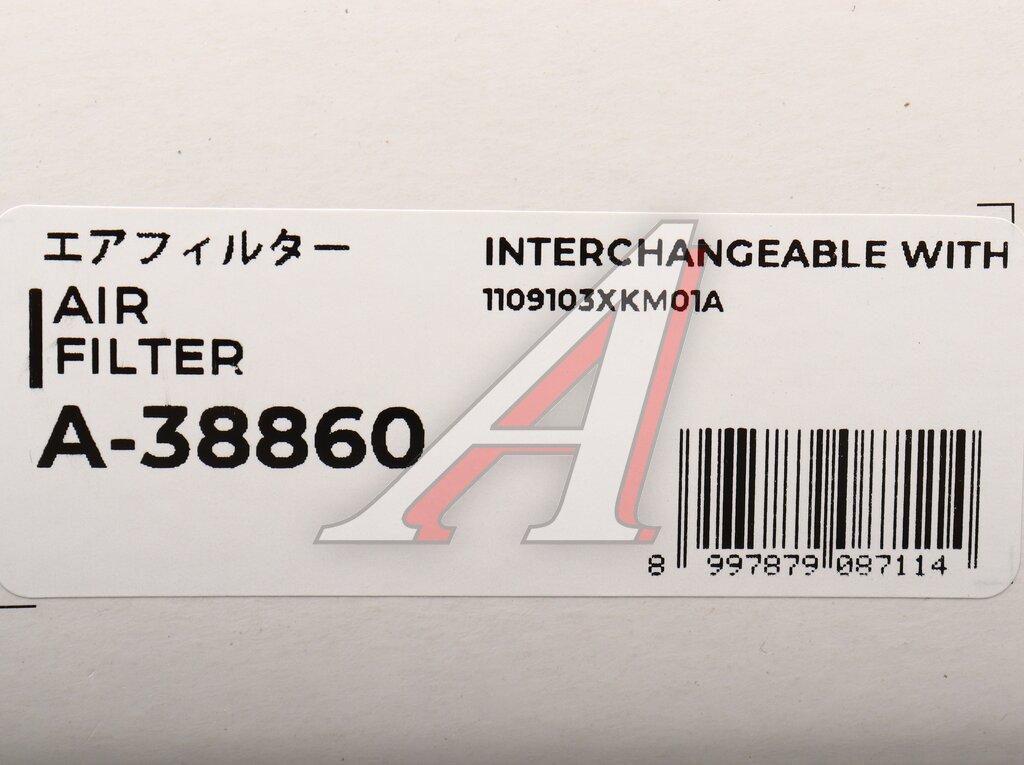 エアフィルター
AIR
FILTER
A-38860
INTERCHANGEABLE WITH
1109103XKM01A
8 997879 087114